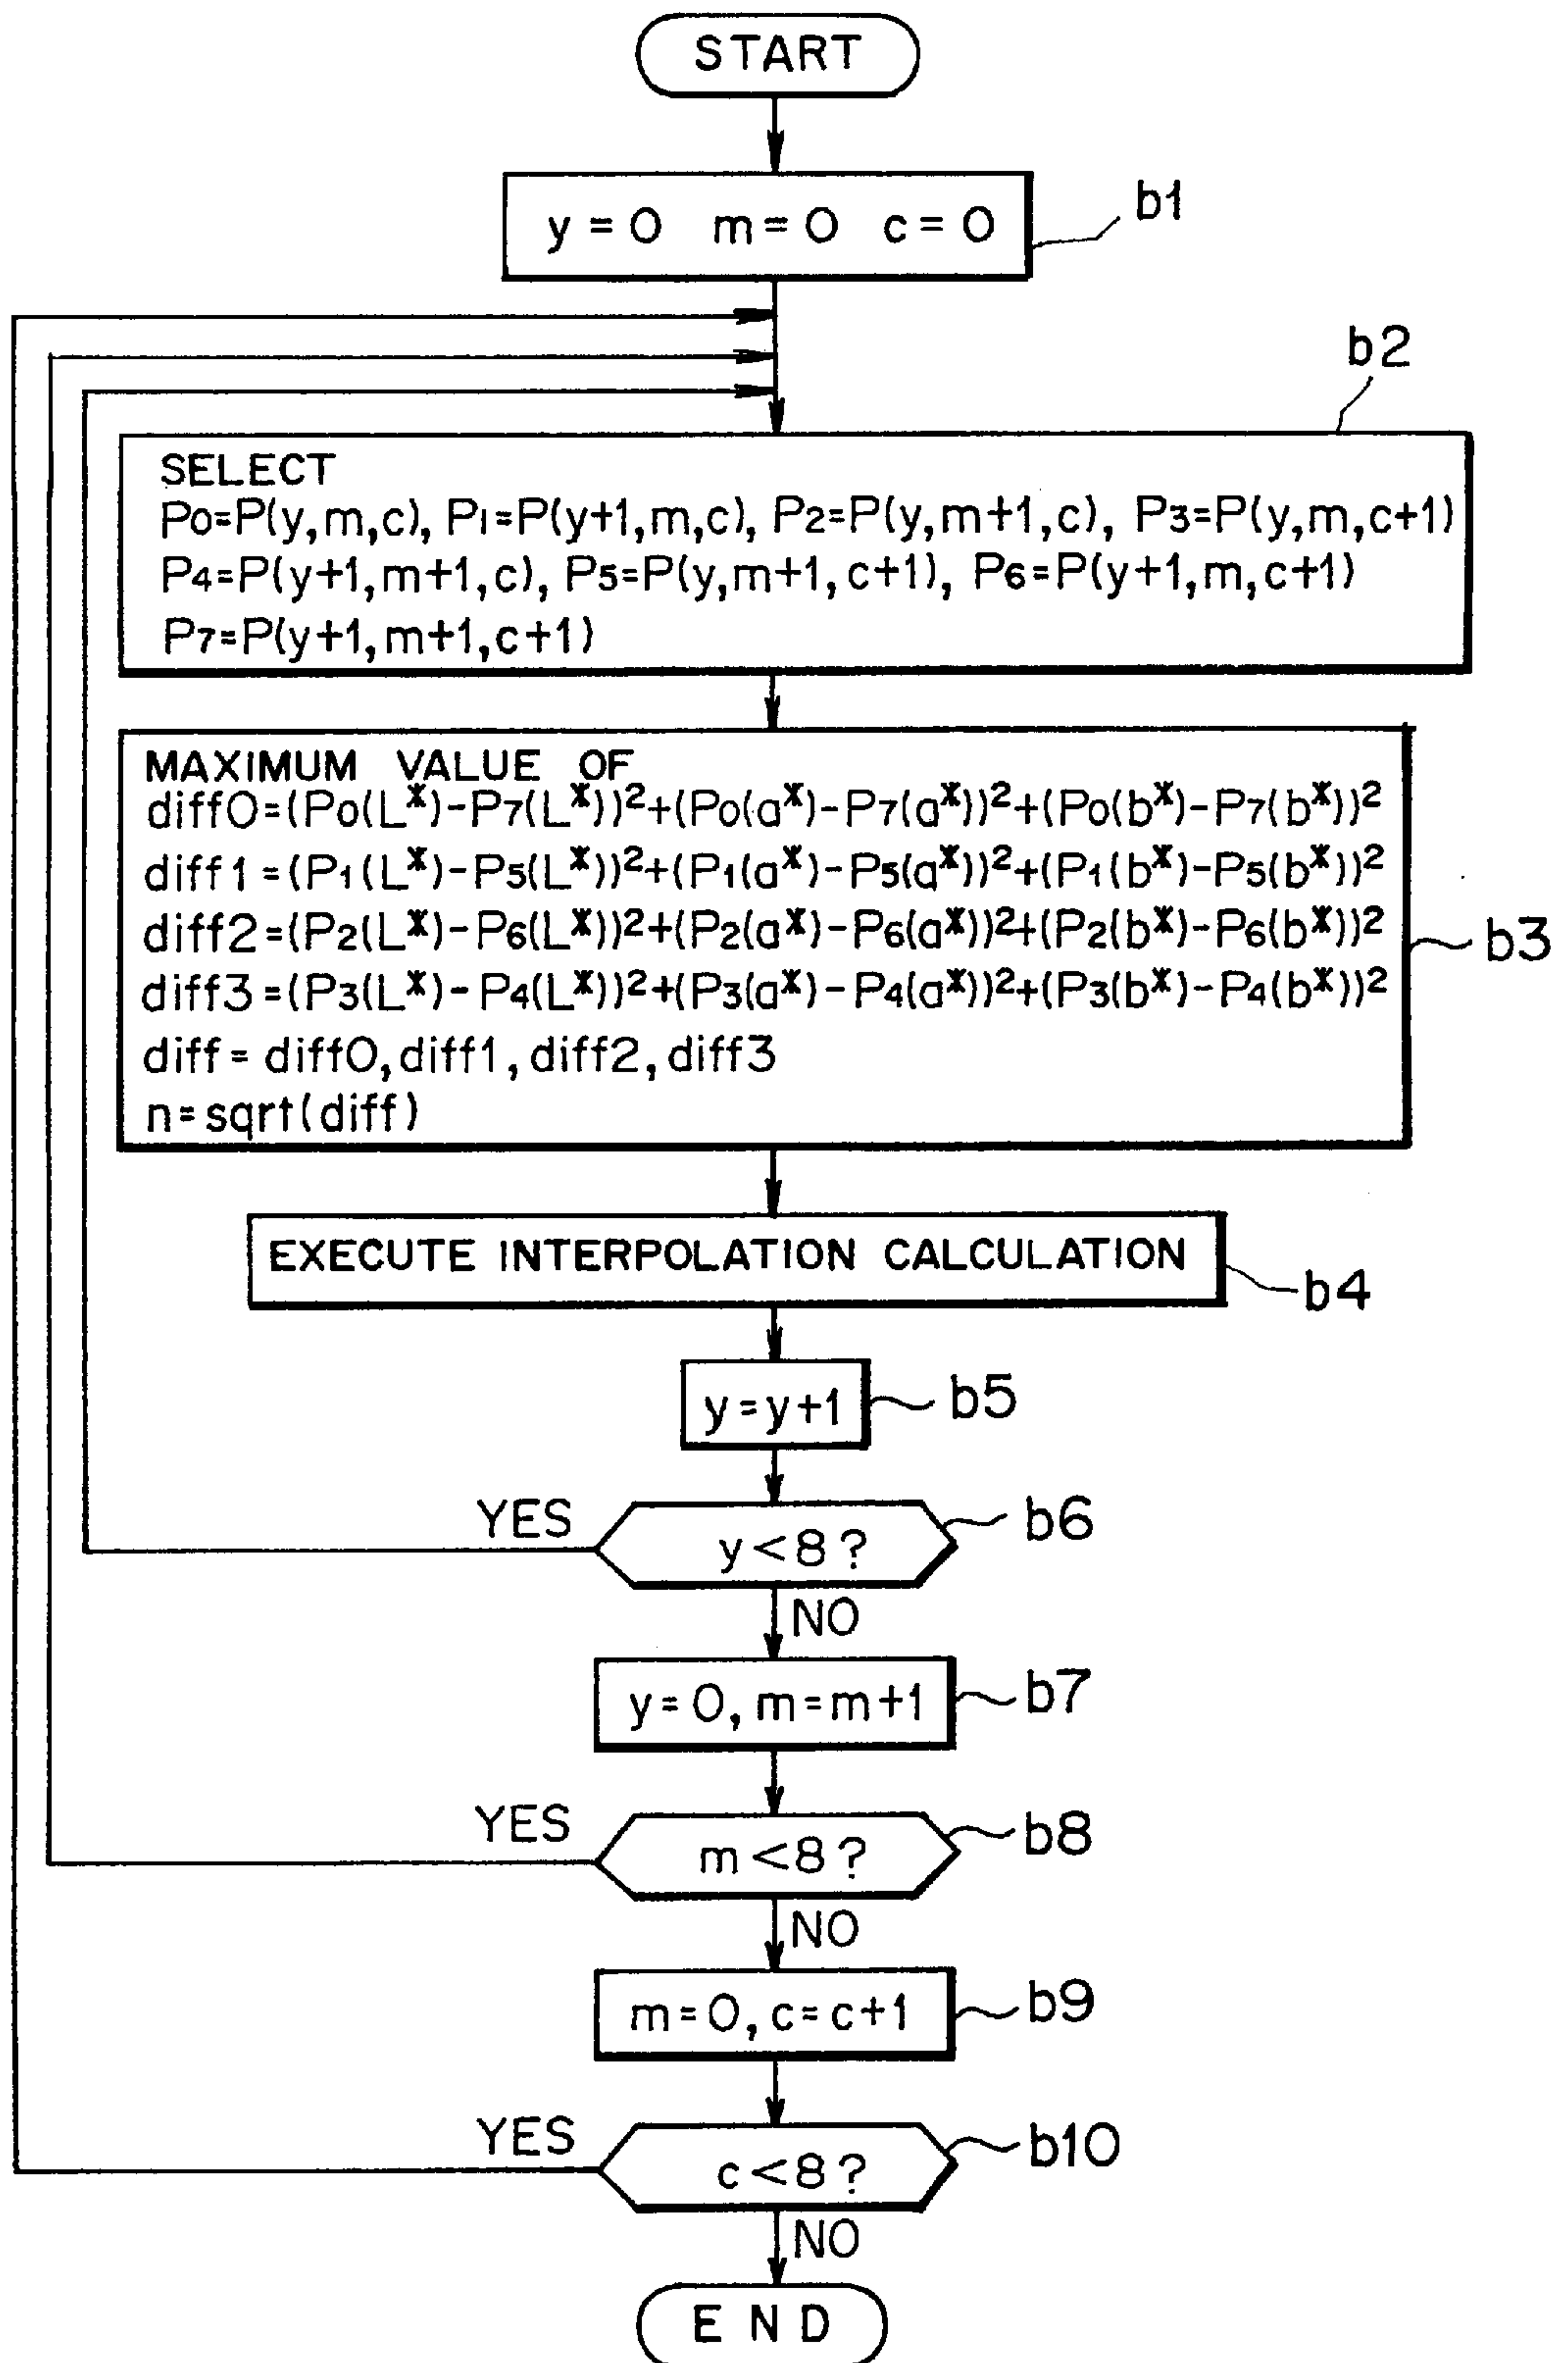 START
y=0 m=0 c=0
b1
b2
SELECT
P0=P(y,m,c), P1=P(y+1,m,c), P2=P(y,m+1,c), P3=P(y,m,c+1)
P4=P(y+1,m+1,c), P5=P(y,m+1,c+1), P6=P(y+1,m,c+1)
P7=P(y+1,m+1,c+1)
MAXIMUM VALUE OF
diff0=(P0(L*)-P7(L*))²+(P0(a*)-P7(a*))²+(P0(b*)-P7(b*))²
diff1=(P1(L*)-P5(L*))²+(P1(a*)-P5(a*))²+(P1(b*)-P5(b*))²
diff2=(P2(L*)-P6(L*))²+(P2(a*)-P6(a*))²+(P2(b*)-P6(b*))²
diff3=(P3(L*)-P4(L*))²+(P3(a*)-P4(a*))²+(P3(b*)-P4(b*))²
diff= diff0, diff1, diff2, diff3
n=sqrt(diff)
b3
EXECUTE INTERPOLATION CALCULATION
b4
y=y+1
b5
YES
y<8?
b6
NO
y=0, m=m+1
b7
YES
m<8?
b8
NO
m=0, c=c+1
b9
YES
c<8?
b10
NO
END